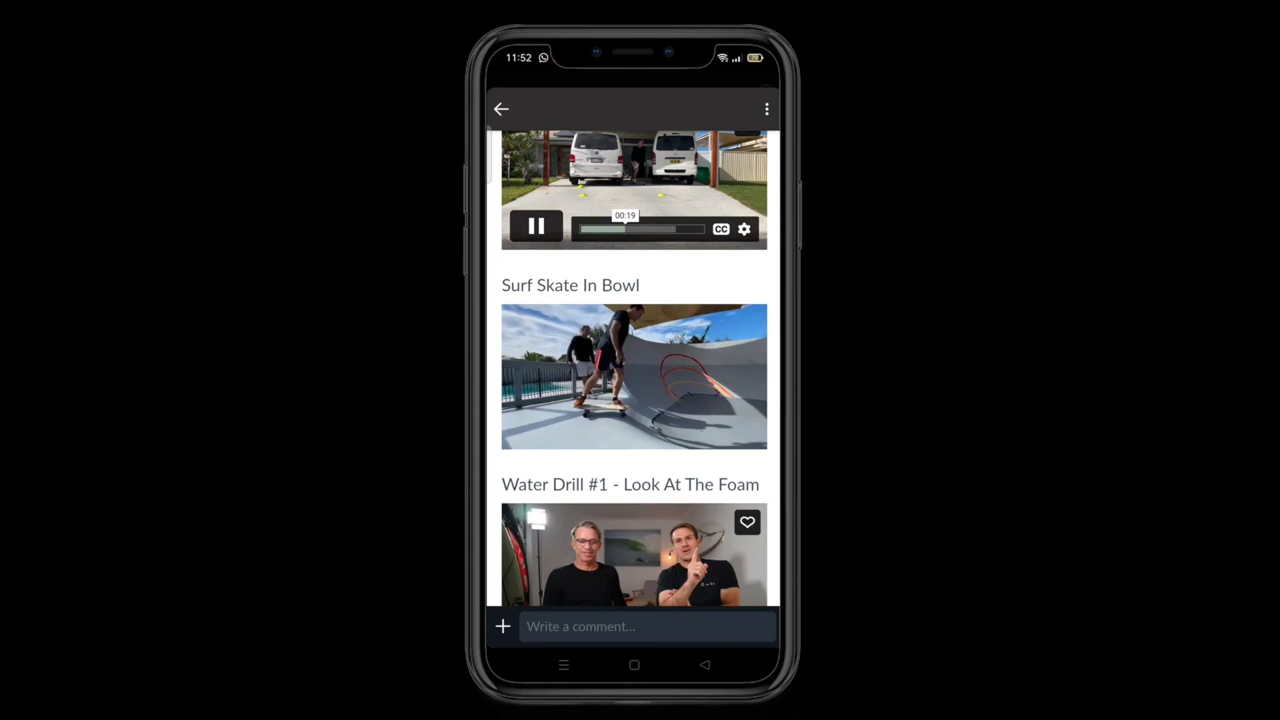 11:52
00:19
CC
Surf Skate In Bowl
Water Drill #1 - Look At The Foam
Write a comment...